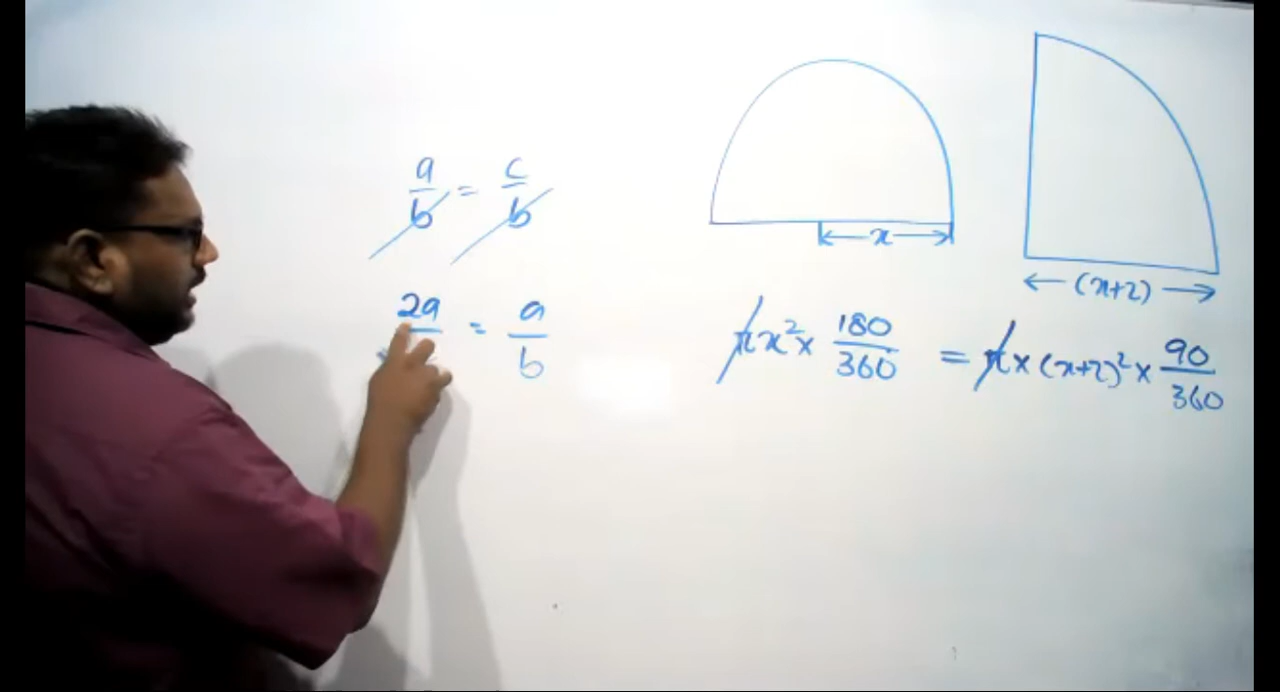 a/b = c/b
2a = a/b
x
(x+2)
πx² × 180/360 = π × (x+2)² × 90/360